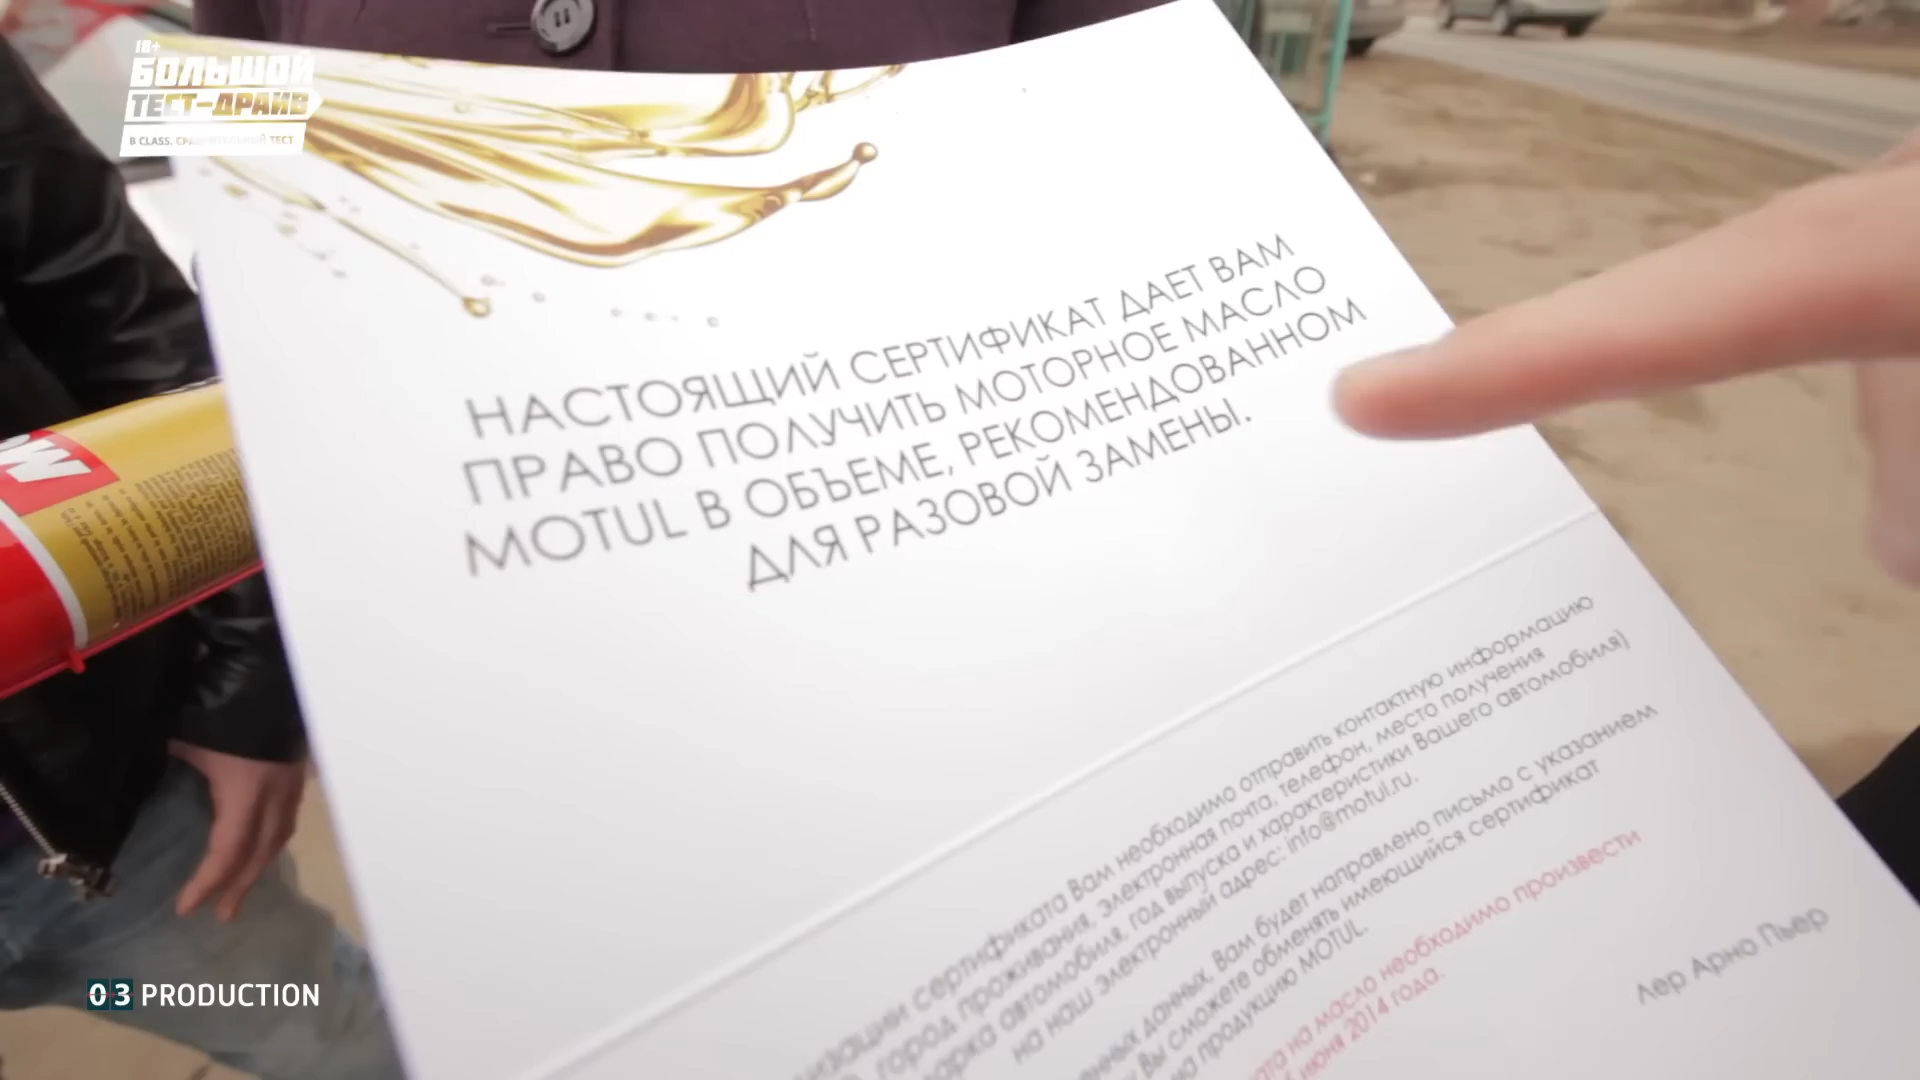 18+
БОЛЬШОЙ
ТЕСТ-ДРАЙВ
B CLASS. СРАВНИТЕЛЬНЫЙ ТЕСТ
НАСТОЯЩИЙ СЕРТИФИКАТ ДАЕТ ВАМ
ПРАВО ПОЛУЧИТЬ МОТОРНОЕ МАСЛО
MOTUL В ОБЪЕМЕ, РЕКОМЕНДОВАННОМ
ДЛЯ РАЗОВОЙ ЗАМЕНЫ.
сертификата Вам необходимо отправить контактную информацию
город проживания, электронная почта, телефон, место получения
автомобиля, год выпуска и характеристики Вашего автомобиля)
на наш электронный адрес: info@motul.ru.
данных, Вам будет направлено письмо с указанием
Вы сможете обменять имеющийся сертификат
на продукцию MOTUL.
на масло необходимо произвести
июня 2014 года.
Лер Арно Пьер
03 PRODUCTION